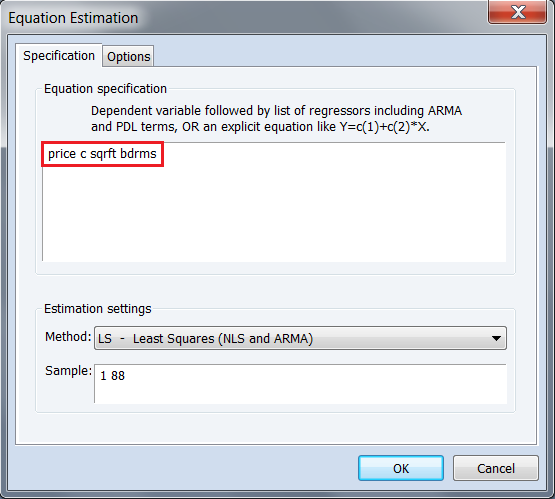 Equation Estimation
Specification
Options
Equation specification
Dependent variable followed by list of regressors including ARMA
and PDL terms, OR an explicit equation like Y=c(1)+c(2)*X.
price c sqrft bdrms
Estimation settings
Method: LS - Least Squares (NLS and ARMA)
Sample: 1 88
OK
Cancel